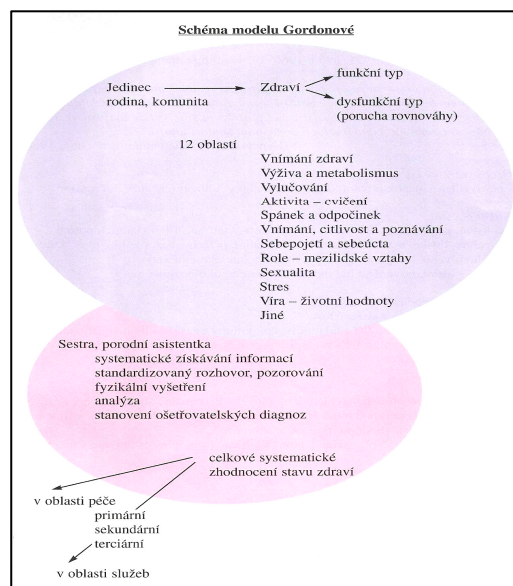 Schéma modelu Gordonové
Jedinec
rodina, komunita
Zdraví
funkční typ
dysfunkční typ
(porucha rovnováhy)
12 oblastí
Vnímání zdraví
Výživa a metabolismus
Vylučování
Aktivita – cvičení
Spánek a odpočinek
Vnímání, citlivost a poznávání
Sebepojetí a sebeúcta
Role – mezilidské vztahy
Sexualita
Stres
Víra – životní hodnoty
Jiné
Sestra, porodní asistentka
systematické získávání informací
standardizovaný rozhovor, pozorování
fyzikální vyšetření
analýza
stanovení ošetřovatelských diagnoz
celkové systematické
zhodnocení stavu zdraví
v oblasti péče
primární
sekundární
terciární
v oblasti služeb